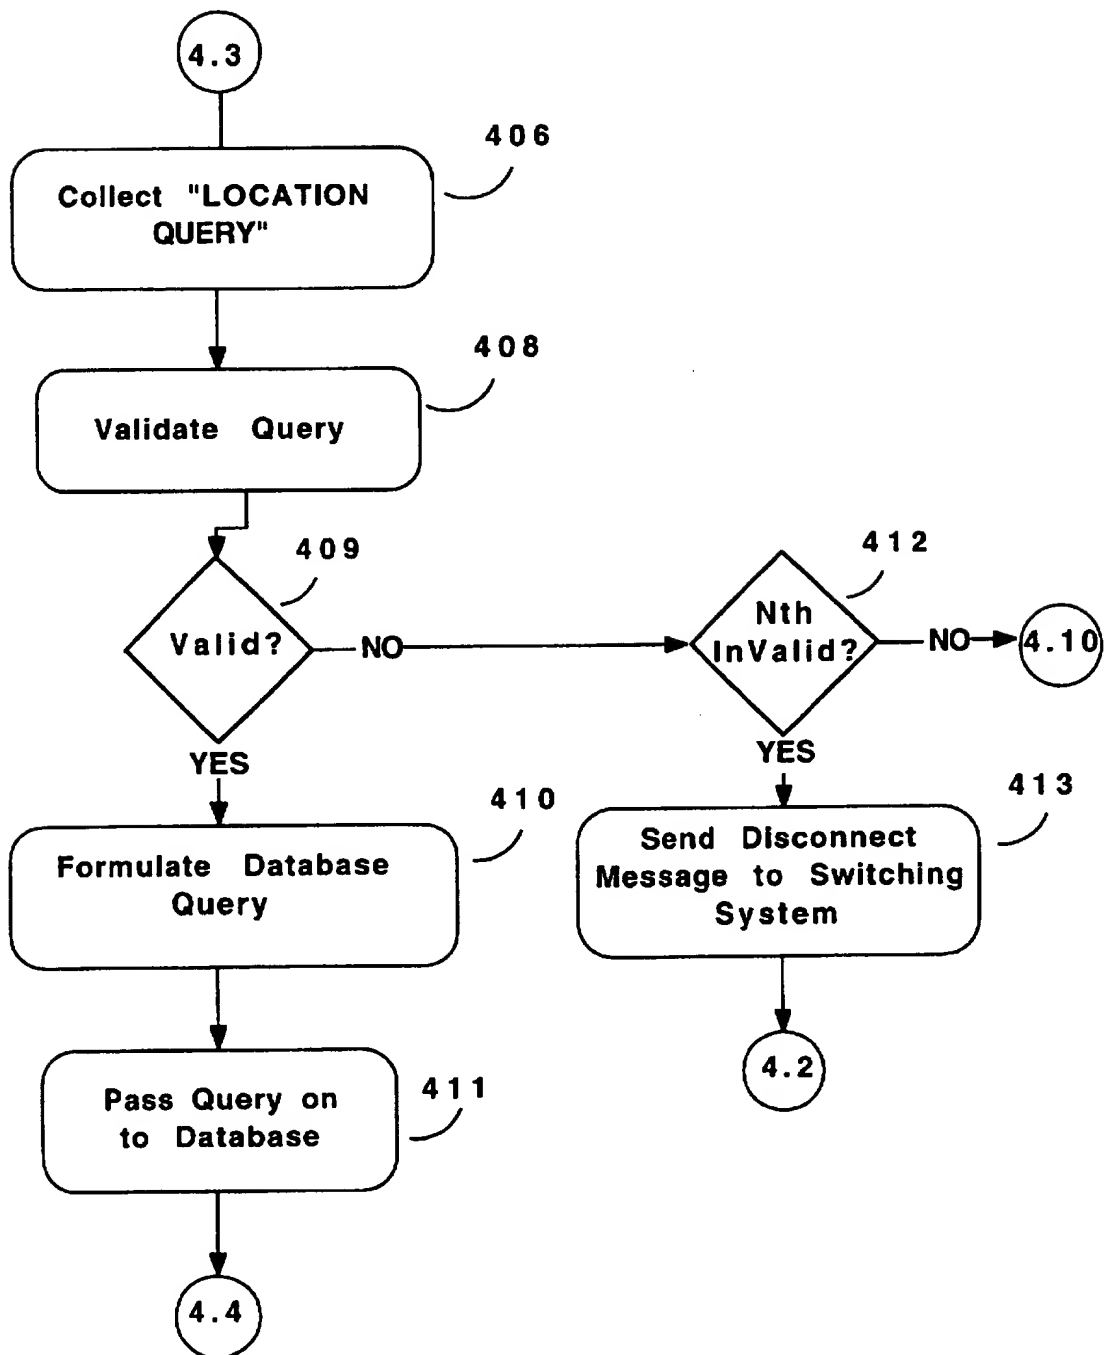 4.3
406
Collect "LOCATION
QUERY"
408
Validate Query
409
Valid?
NO
412
Nth
InValid?
NO
4.10
YES
YES
410
Formulate Database
Query
413
Send Disconnect
Message to Switching
System
411
Pass Query on
to Database
4.2
4.4